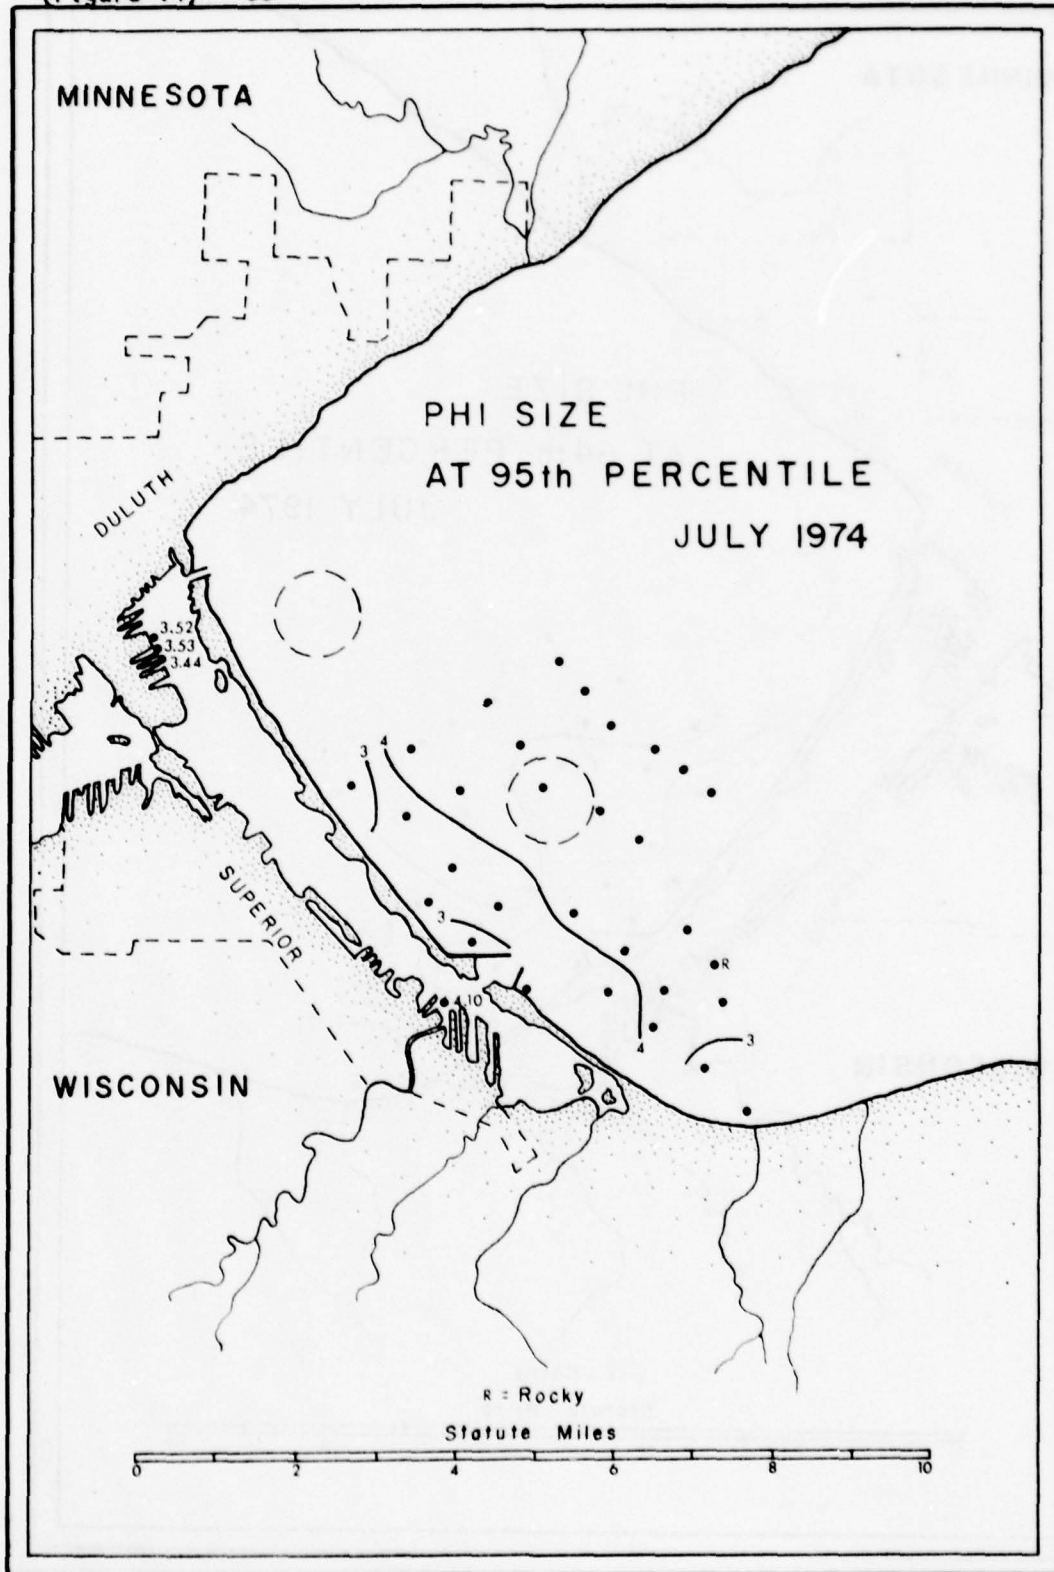 MINNESOTA
PHI SIZE
AT 95th PERCENTILE
JULY 1974
DULUTH
3.52
3.53
3.44
3
4
SUPERIOR
3
R
4.10
4
3
WISCONSIN
R = Rocky
Statute Miles
0 2 4 6 8 10